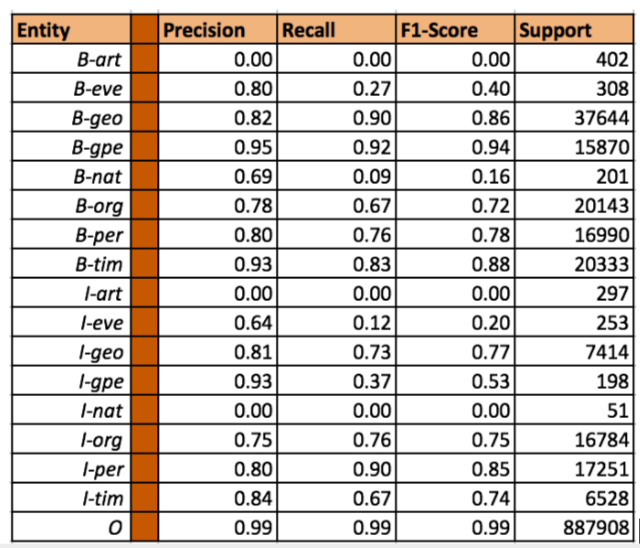 Entity Precision Recall F1-Score Support
B-art 0.00 0.00 0.00 402
B-eve 0.80 0.27 0.40 308
B-geo 0.82 0.90 0.86 37644
B-gpe 0.95 0.92 0.94 15870
B-nat 0.69 0.09 0.16 201
B-org 0.78 0.67 0.72 20143
B-per 0.80 0.76 0.78 16990
B-tim 0.93 0.83 0.88 20333
I-art 0.00 0.00 0.00 297
I-eve 0.64 0.12 0.20 253
I-geo 0.81 0.73 0.77 7414
I-gpe 0.93 0.37 0.53 198
I-nat 0.00 0.00 0.00 51
I-org 0.75 0.76 0.75 16784
I-per 0.80 0.90 0.85 17251
I-tim 0.84 0.67 0.74 6528
O 0.99 0.99 0.99 887908